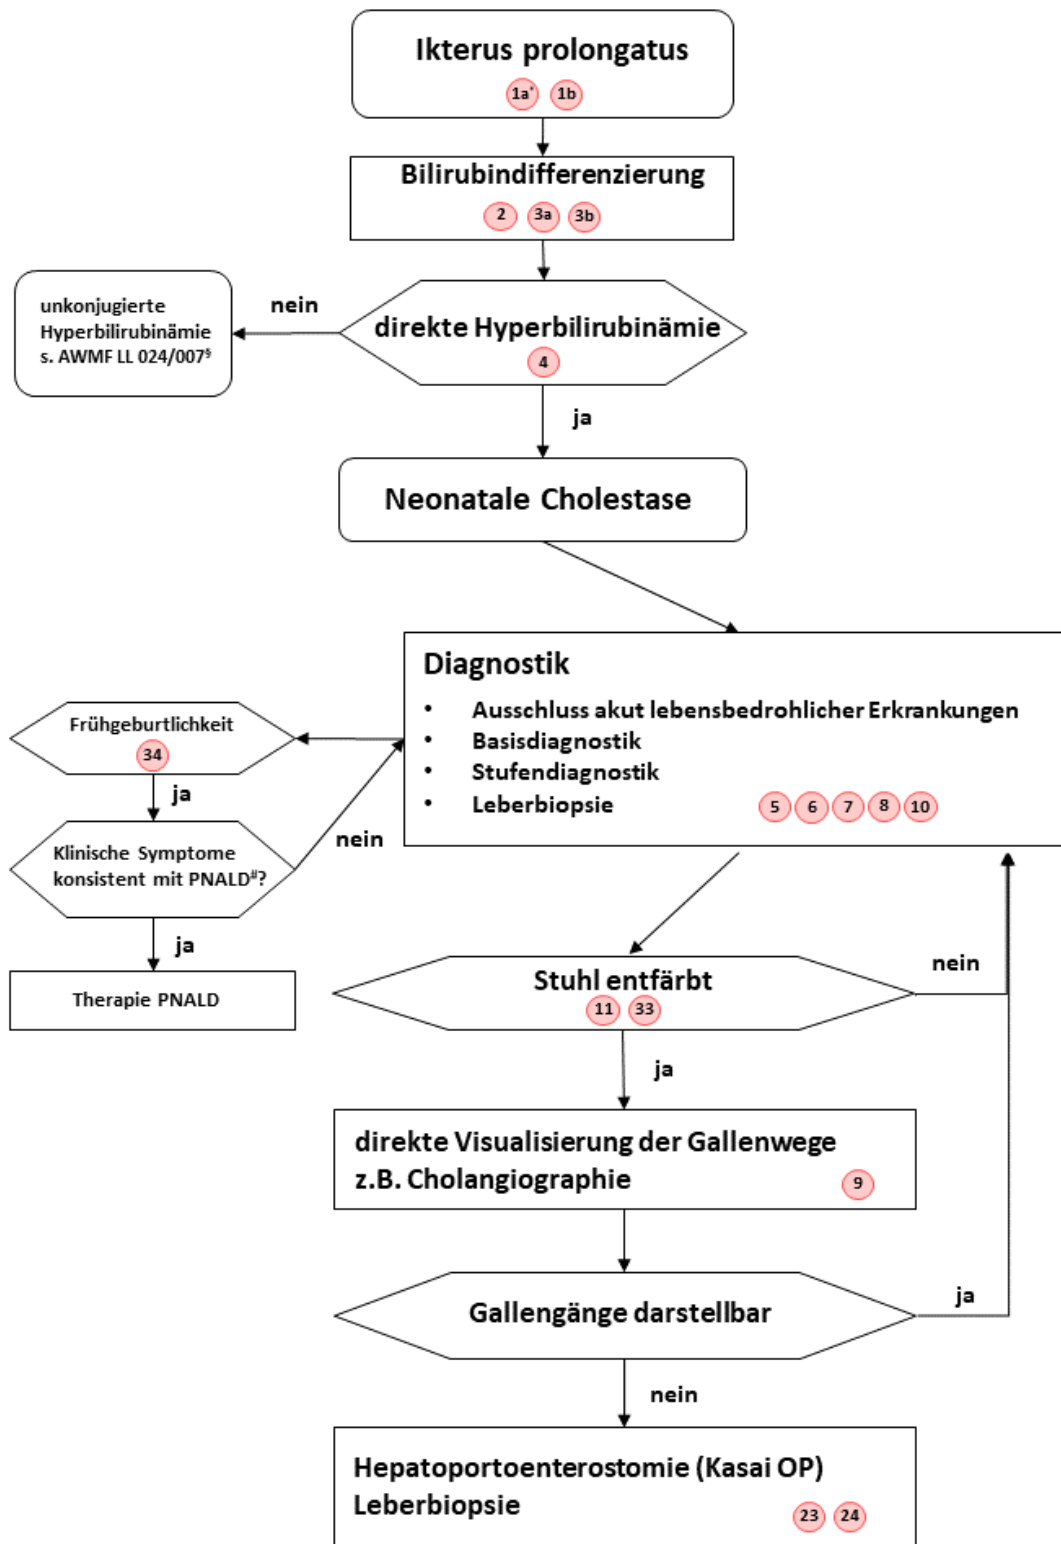 Ikterus prolongatus
1a* 1b
Bilirubindifferenzierung
2 3a 3b
nein
unkonjugierte
Hyperbilirubinämie
s. AWMF LL 024/007§
direkte Hyperbilirubinämie
4
ja
Neonatale Cholestase
Diagnostik
• Ausschluss akut lebensbedrohlicher Erkrankungen
• Basisdiagnostik
• Stufendiagnostik
• Leberbiopsie
5 6 7 8 10
Frühgeburtlichkeit
34
ja
nein
Klinische Symptome
konsistent mit PNALD#?
ja
Therapie PNALD
Stuhl entfärbt
11 33
nein
ja
direkte Visualisierung der Gallenwege
z.B. Cholangiographie
9
Gallengänge darstellbar
ja
nein
Hepatoportoenterostomie (Kasai OP)
Leberbiopsie
23 24